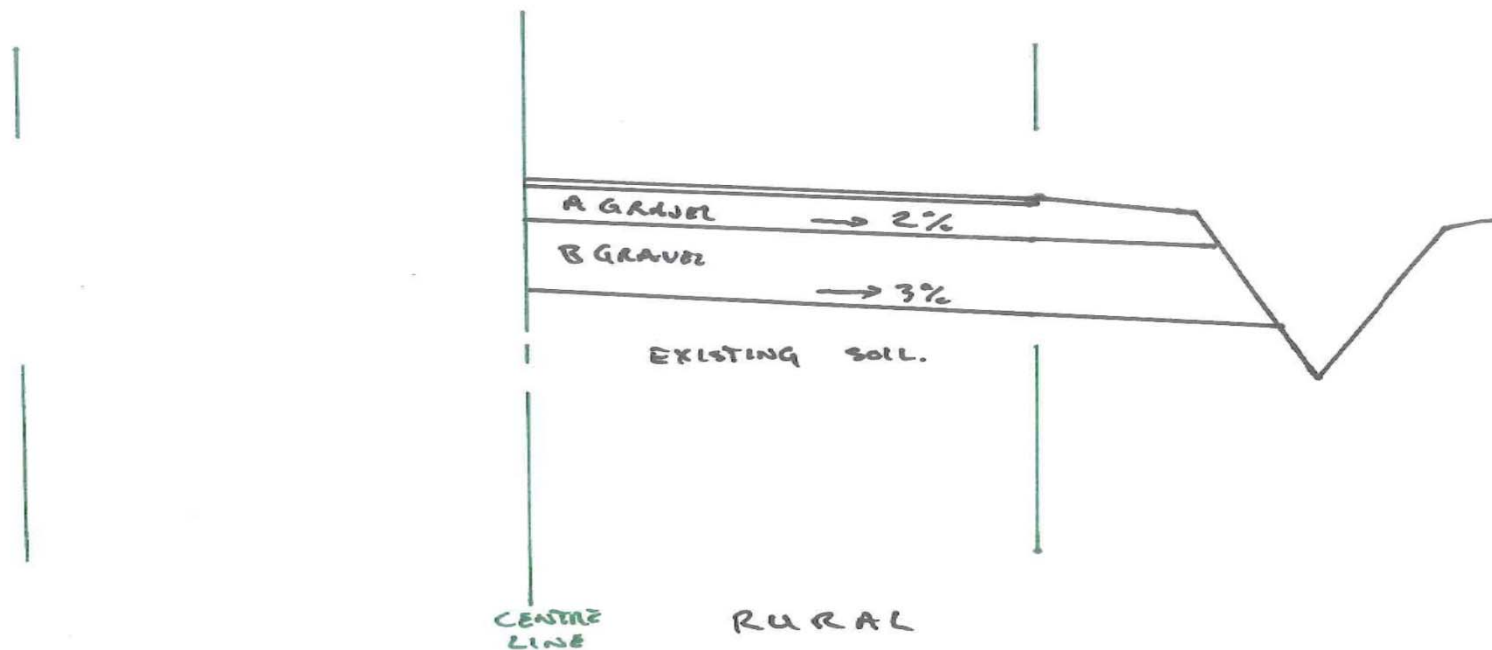 A GRAVEL
→ 2%
B GRAVEL
→ 3%
EXISTING SOIL.
CENTRE
LINE
RURAL